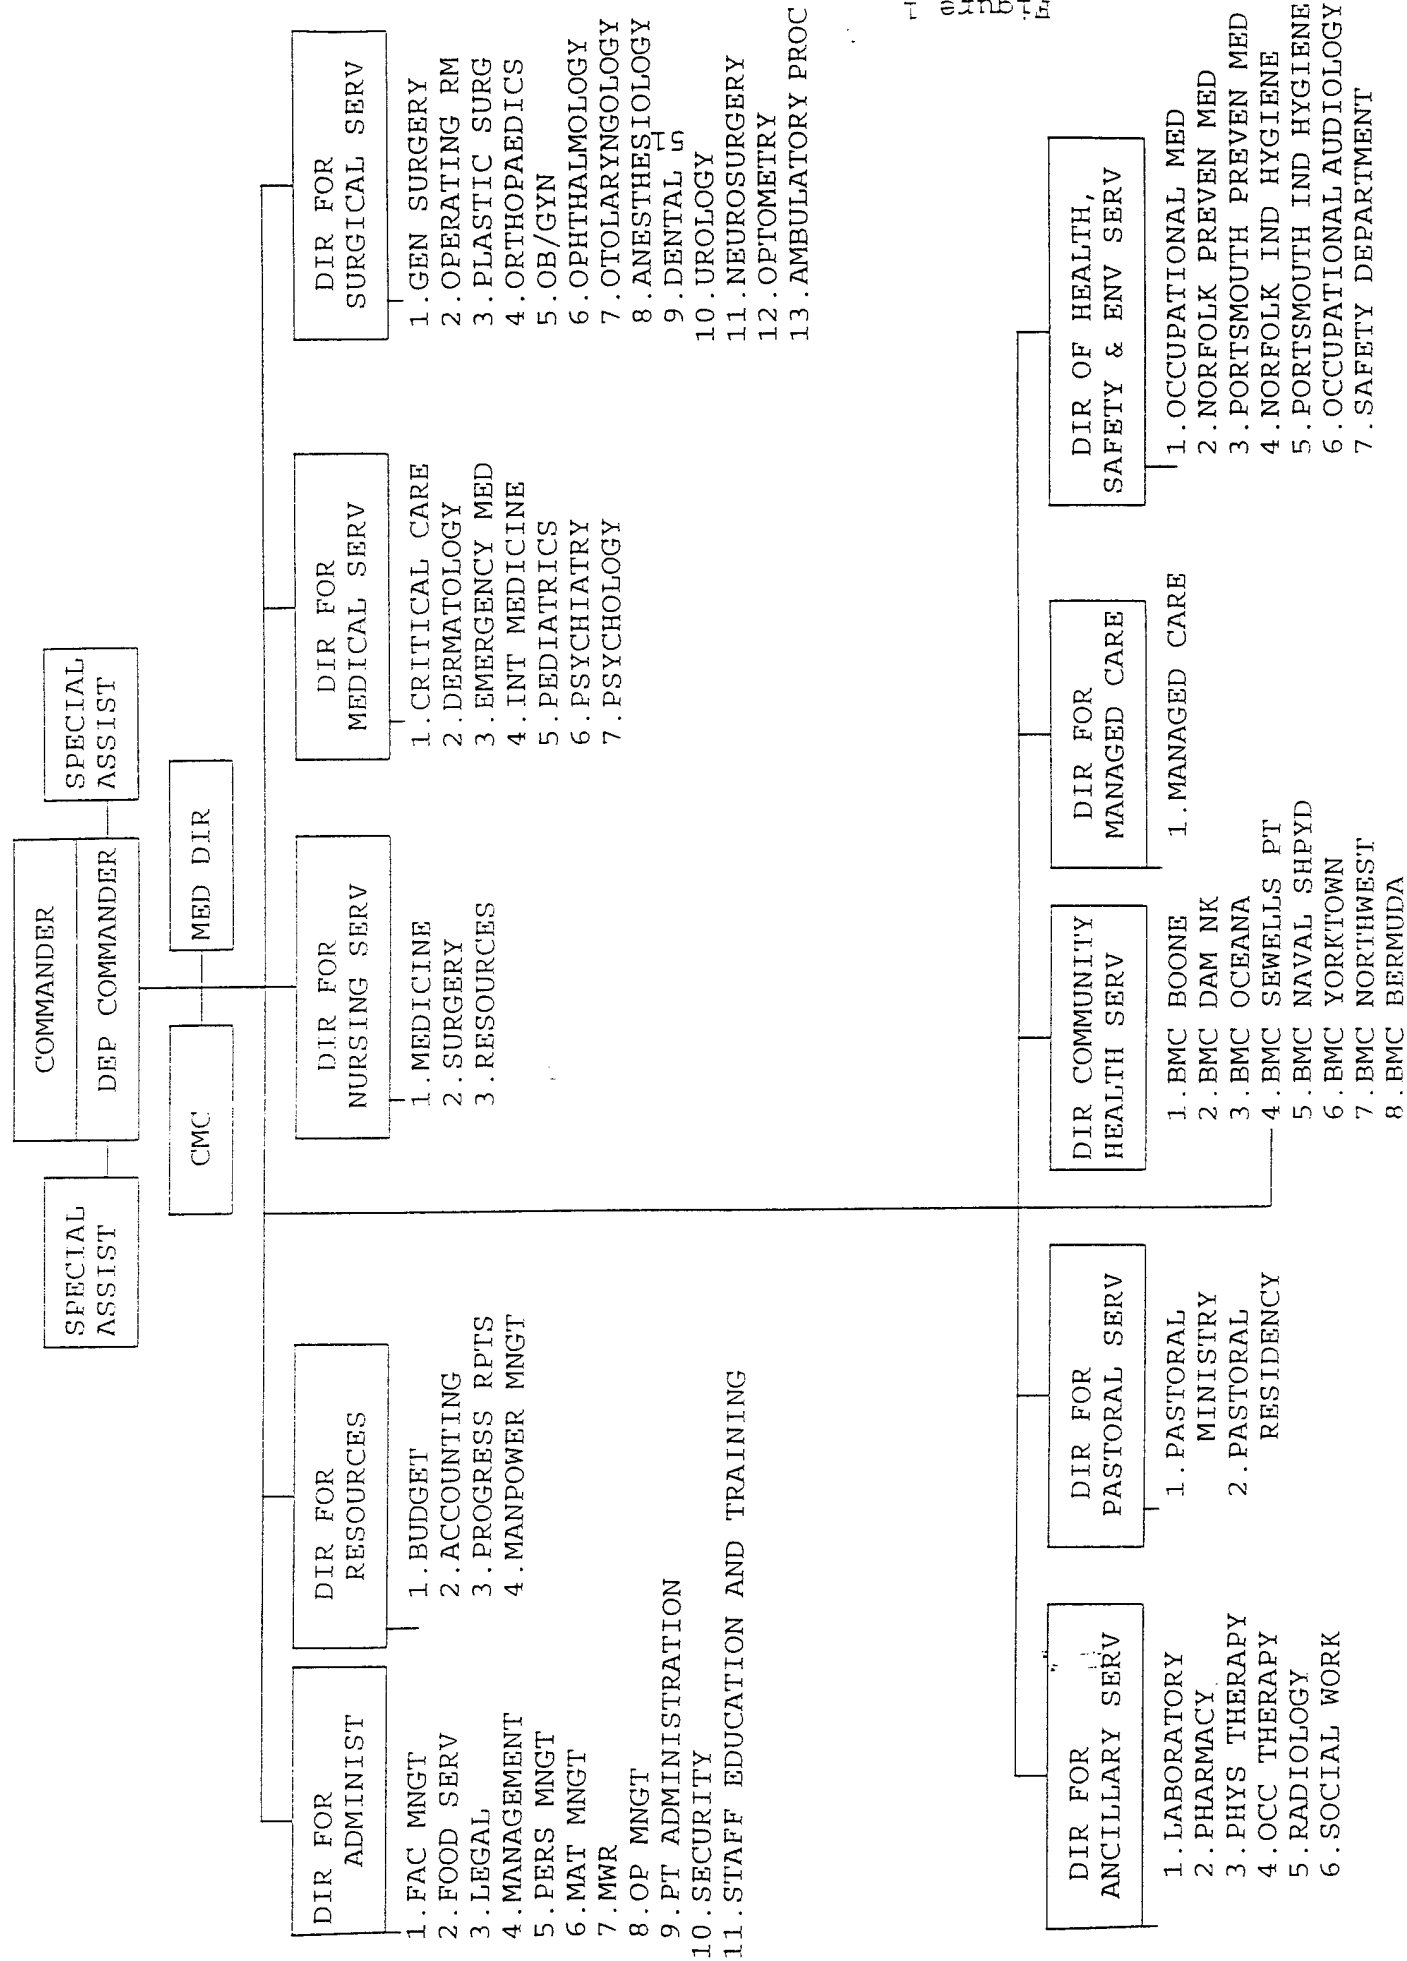 COMMANDER
DEP COMMANDER
SPECIAL
ASSIST
SPECIAL
ASSIST
CMC
MED DIR
DIR FOR
ADMINIST
1.FAC MNGT
2.FOOD SERV
3.LEGAL
4.MANAGEMENT
5.PERS MNGT
6.MAT MNGT
7.MWR
8.OP MNGT
9.PT ADMINISTRATION
10.SECURITY
11.STAFF EDUCATION AND TRAINING
DIR FOR
RESOURCES
1.BUDGET
2.ACCOUNTING
3.PROGRESS RPTS
4.MANPOWER MNGT
DIR FOR
NURSING SERV
1.MEDICINE
2.SURGERY
3.RESOURCES
DIR FOR
MEDICAL SERV
1.CRITICAL CARE
2.DERMATOLOGY
3.EMERGENCY MED
4.INT MEDICINE
5.PEDIATRICS
6.PSYCHIATRY
7.PSYCHOLOGY
DIR FOR
SURGICAL SERV
1.GEN SURGERY
2.OPERATING RM
3.PLASTIC SURG
4.ORTHOPAEDICS
5.OB/GYN
6.OPHTHALMOLOGY
7.OTOLARYNGOLOGY
8.ANESTHESIOLOGY
9.DENTAL
10.UROLOGY
11.NEUROSURGERY
12.OPTOMETRY
13.AMBULATORY PROC
15
DIR FOR
ANCILLARY SERV
1.LABORATORY
2.PHARMACY
3.PHYS THERAPY
4.OCC THERAPY
5.RADIOLOGY
6.SOCIAL WORK
DIR FOR
PASTORAL SERV
1.PASTORAL
MINISTRY
2.PASTORAL
RESIDENCY
DIR COMMUNITY
HEALTH SERV
1.BMC BOONE
2.BMC DAM NK
3.BMC OCEANA
4.BMC SEWELLS PT
5.BMC NAVAL SHPYD
6.BMC YORKTOWN
7.BMC NORTHWEST
8.BMC BERMUDA
DIR FOR
MANAGED CARE
1.MANAGED CARE
DIR OF HEALTH,
SAFETY & ENV SERV
1.OCCUPATIONAL MED
2.NORFOLK PREVEN MED
3.PORTSMOUTH PREVEN MED
4.NORFOLK IND HYGIENE
5.PORTSMOUTH IND HYGIENE
6.OCCUPATIONAL AUDIOLOGY
7.SAFETY DEPARTMENT
Figure 1